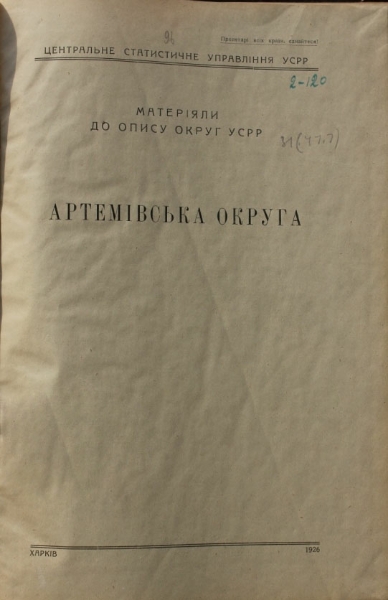 94
Пролетарі всіх країн, єднайтеся!
ЦЕНТРАЛЬНЕ СТАТИСТИЧНЕ УПРАВЛІННЯ УСРР
2-120
МАТЕРІЯЛИ
ДО ОПИСУ ОКРУГ УСРР
АРТЕМІВСЬКА ОКРУГА
ХАРКІВ
1926